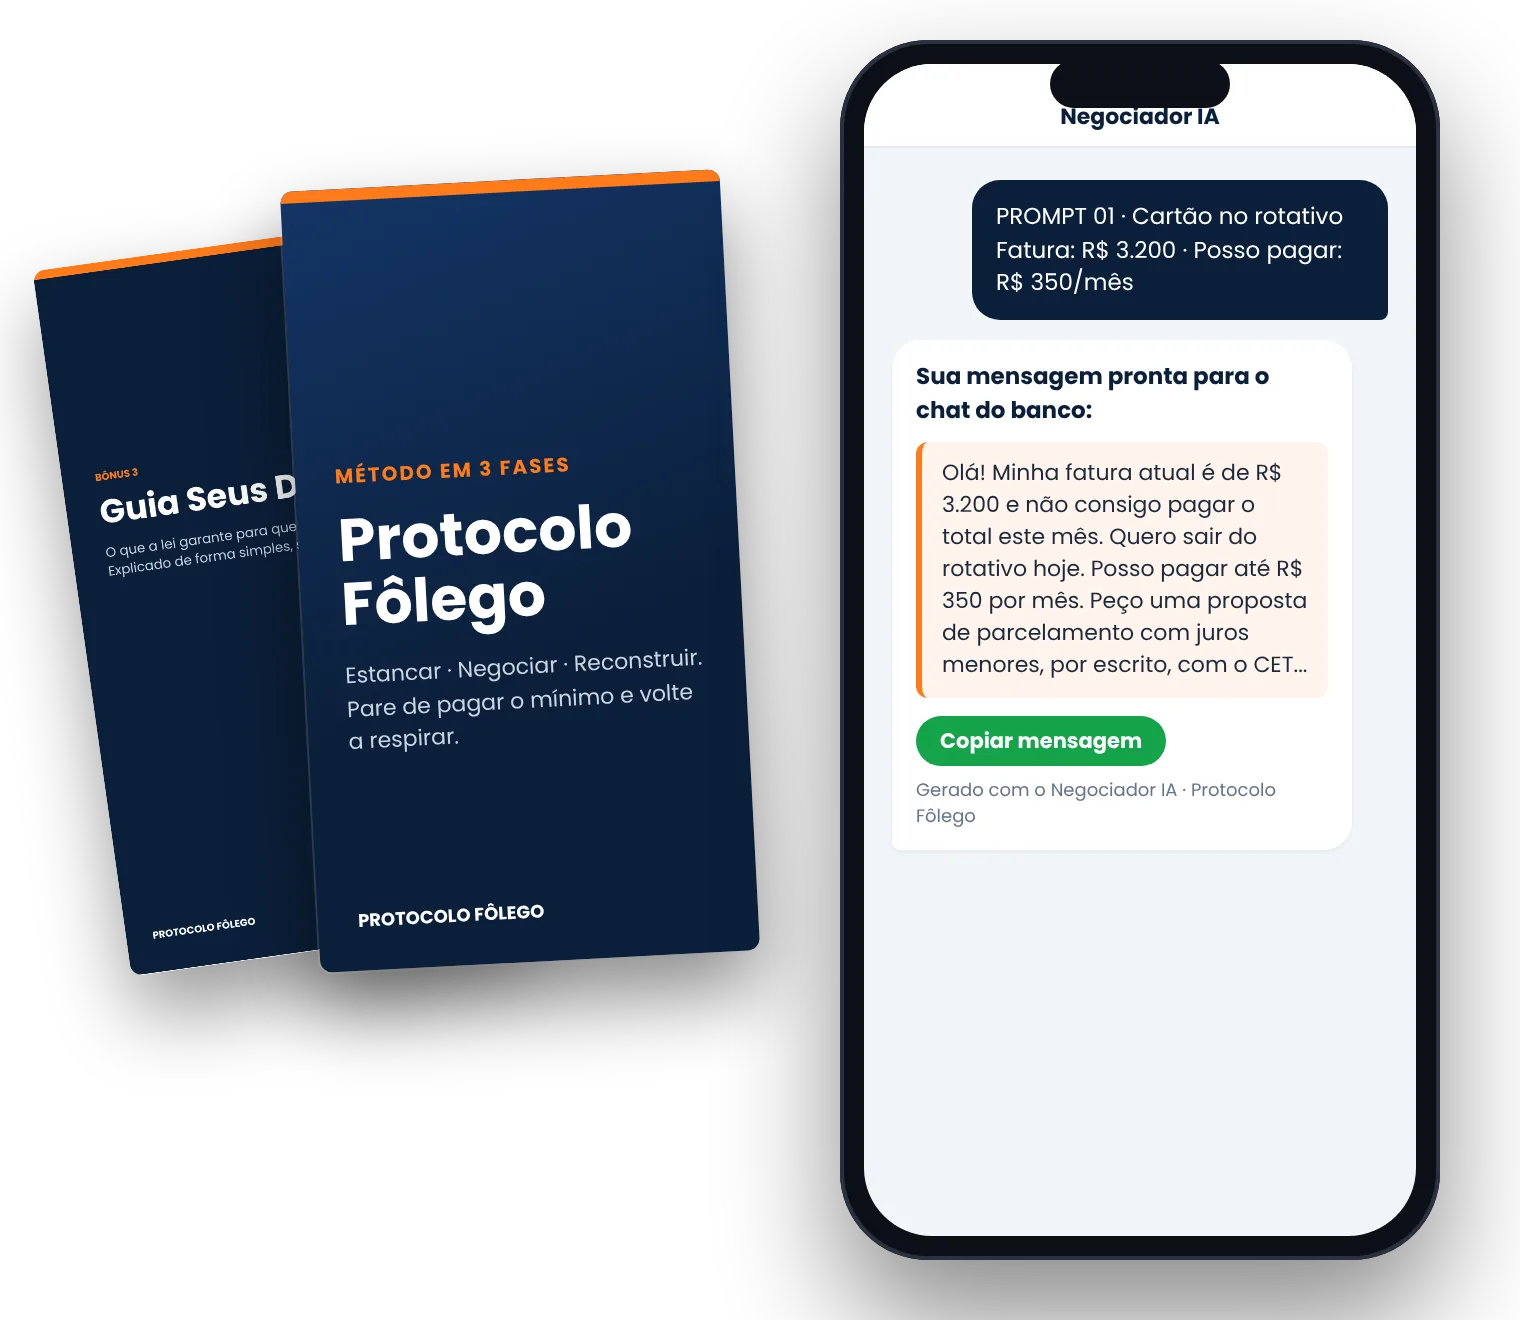 BÔNUS 3
Guia Seus
O que a lei garante para que
Explicado de forma simples,
PROTOCOLO FÔLEGO
MÉTODO EM 3 FASES
Protocolo
Fôlego
Estancar · Negociar · Reconstruir.
Pare de pagar o mínimo e volte
a respirar.
PROTOCOLO FÔLEGO
Negociador IA
PROMPT 01 · Cartão no rotativo
Fatura: R$ 3.200 · Posso pagar:
R$ 350/mês
Sua mensagem pronta para o
chat do banco:
Olá! Minha fatura atual é de R$
3.200 e não consigo pagar o
total este mês. Quero sair do
rotativo hoje. Posso pagar até R$
350 por mês. Peço uma proposta
de parcelamento com juros
menores, por escrito, com o CET...
Copiar mensagem
Gerado com o Negociador IA · Protocolo
Fôlego